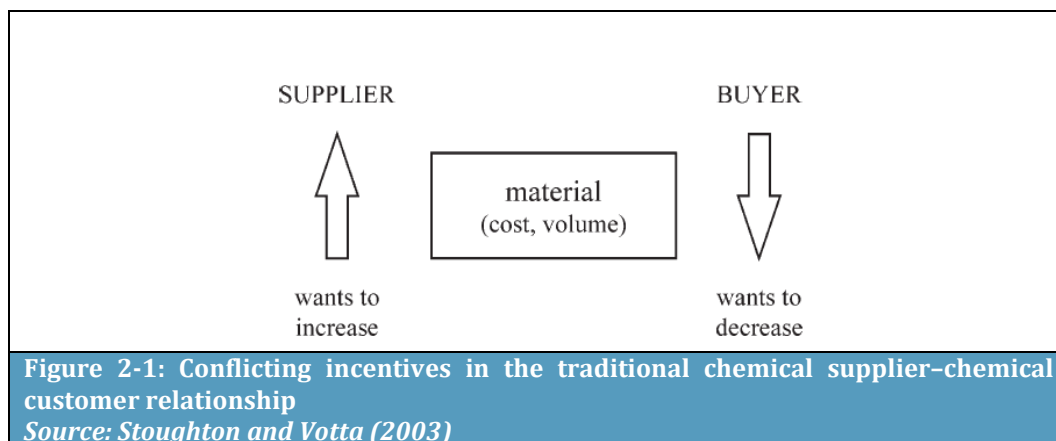 SUPPLIER
BUYER
material
(cost, volume)
wants to
increase
wants to
decrease
Figure 2-1: Conflicting incentives in the traditional chemical supplier–chemical
customer relationship
Source: Stoughton and Votta (2003)